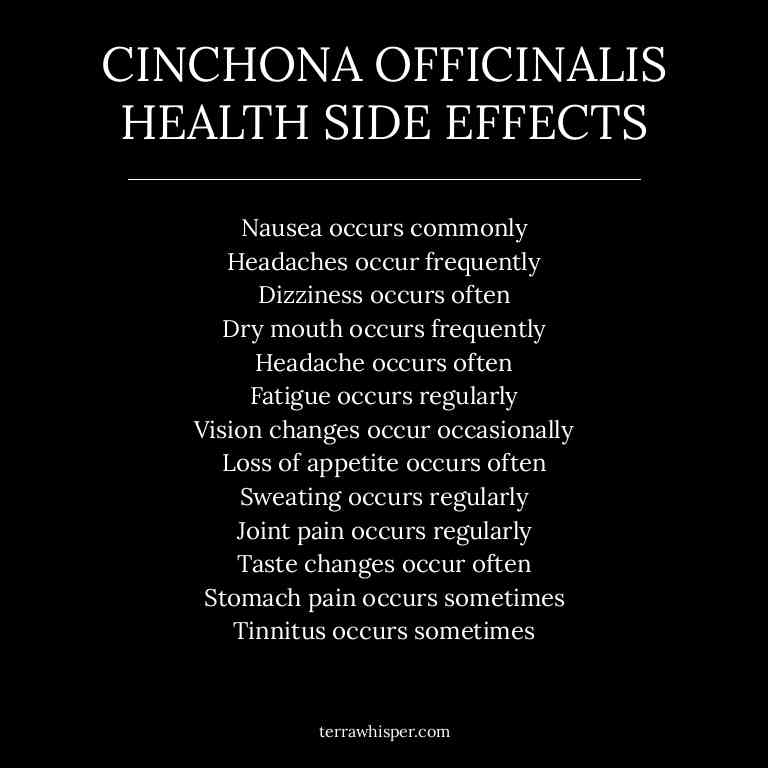 CINCHONA OFFICINALIS
HEALTH SIDE EFFECTS
Nausea occurs commonly
Headaches occur frequently
Dizziness occurs often
Dry mouth occurs frequently
Headache occurs often
Fatigue occurs regularly
Vision changes occur occasionally
Loss of appetite occurs often
Sweating occurs regularly
Joint pain occurs regularly
Taste changes occur often
Stomach pain occurs sometimes
Tinnitus occurs sometimes
terrawhisper.com